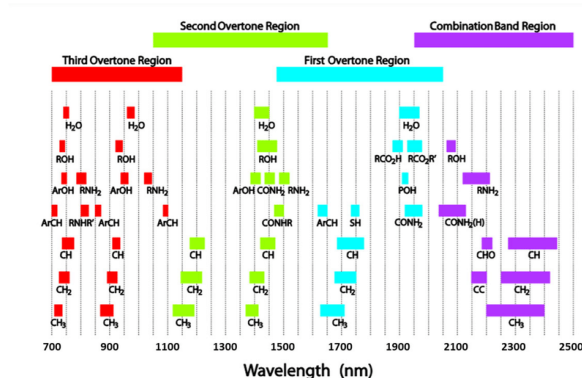 Second Overtone Region Combination Band Region
Third Overtone Region First Overtone Region
H₂O H₂O H₂O
ROH ROH ROH RCO₂H RCO₂R' ROH
ArOH RNH₂ ArOH RNH₂ ArOH CONH₂ RNH₂ POH RNH₂
ArCH RNHR' ArCH ArCH CONHR ArCH SH CONH₂ CONH₂(H)
CH CH CH CH CH CHO CH
CH₂ CH₂ CH₂ CH₂ CH₂ CC CH₂
CH₃ CH₃ CH₃ CH₃ CH₃ CH₃
700 900 1100 1300 1500 1700 1900 2100 2300 2500
Wavelength (nm)